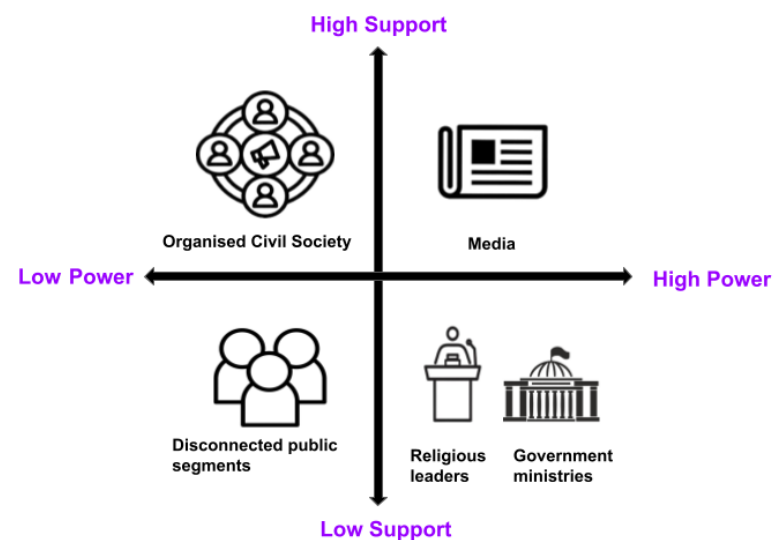 High Support
Organised Civil Society
Media
Low Power
High Power
Disconnected public
segments
Religious
leaders
Government
ministries
Low Support